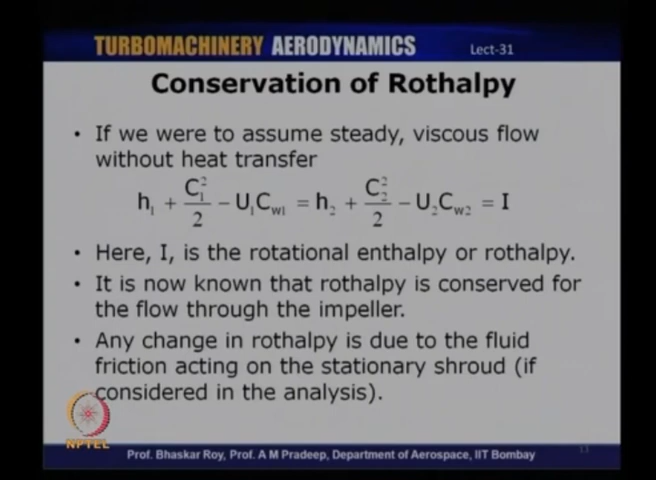 TURBOMACHINERY AERODYNAMICS Lect-31
Conservation of Rothalpy
• If we were to assume steady, viscous flow
without heat transfer
h₁ + C₁²/2 − U₁Cw₁ = h₂ + C₂²/2 − U₂Cw₂ = I
• Here, I, is the rotational enthalpy or rothalpy.
• It is now known that rothalpy is conserved for
the flow through the impeller.
• Any change in rothalpy is due to the fluid
friction acting on the stationary shroud (if
considered in the analysis).
NPTEL
Prof. Bhaskar Roy, Prof. A M Pradeep, Department of Aerospace, IIT Bombay
13